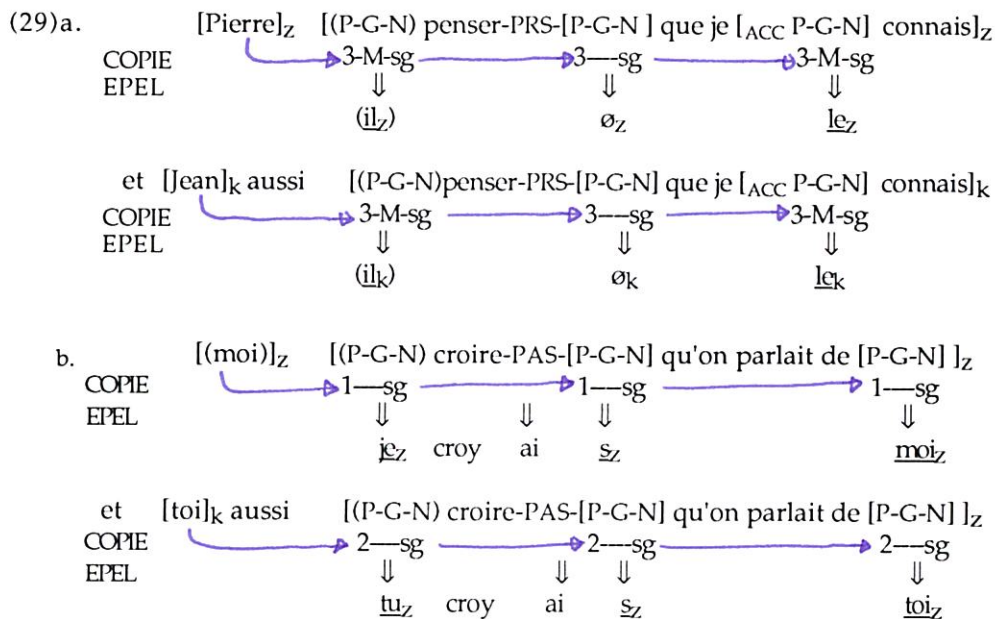 (29)a. [Pierre]z [(P-G-N) penser-PRS-[P-G-N ] que je [ACC P-G-N] connais]z
COPIE 3-M-sg 3—-sg 3-M-sg
EPEL ⇓ ⇓ ⇓
(ilz) øz lez
et [Jean]k aussi [(P-G-N)penser-PRS-[P-G-N] que je [ACC P-G-N] connais]k
COPIE 3-M-sg 3—-sg 3-M-sg
EPEL ⇓ ⇓ ⇓
(ilk) øk lek
b. [(moi)]z [(P-G-N) croire-PAS-[P-G-N] qu'on parlait de [P-G-N] ]z
COPIE 1—-sg 1—-sg 1—-sg
EPEL ⇓ ⇓ ⇓ ⇓
jez croy ai sz moiz
et [toi]k aussi [(P-G-N) croire-PAS-[P-G-N] qu'on parlait de [P-G-N] ]z
COPIE 2—-sg 2—-sg 2—-sg
EPEL ⇓ ⇓ ⇓ ⇓
tuz croy ai sz toiz